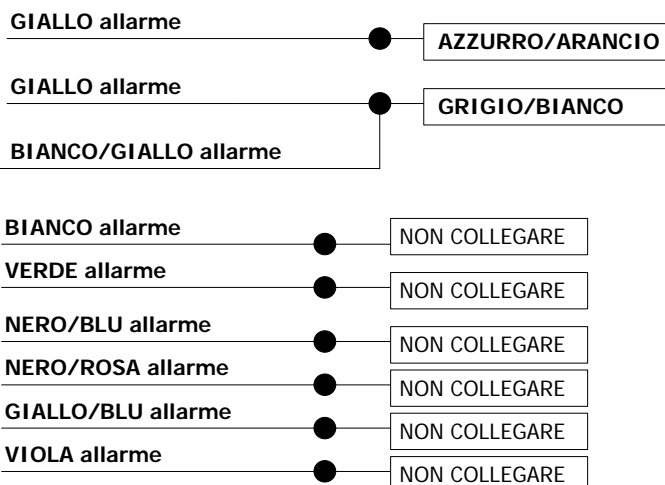 GIALLO allarme
AZZURRO/ARANCIO
GIALLO allarme
GRIGIO/BIANCO
BIANCO/GIALLO allarme
BIANCO allarme
NON COLLEGARE
VERDE allarme
NON COLLEGARE
NERO/BLU allarme
NON COLLEGARE
NERO/ROSA allarme
NON COLLEGARE
GIALLO/BLU allarme
NON COLLEGARE
VIOLA allarme
NON COLLEGARE